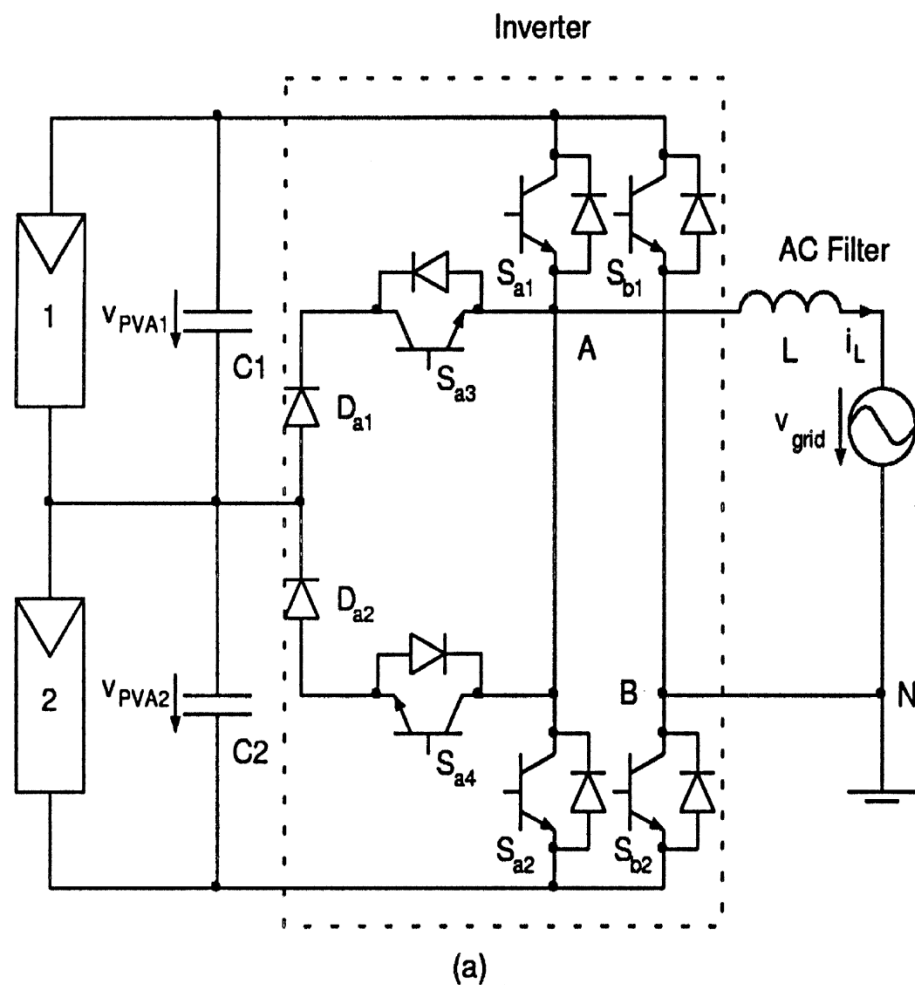 Inverter
S_a1
S_b1
AC Filter
1
v_PVA1
C1
S_a3
A
L
i_L
D_a1
v_grid
D_a2
2
v_PVA2
C2
S_a4
B
N
S_a2
S_b2
(a)